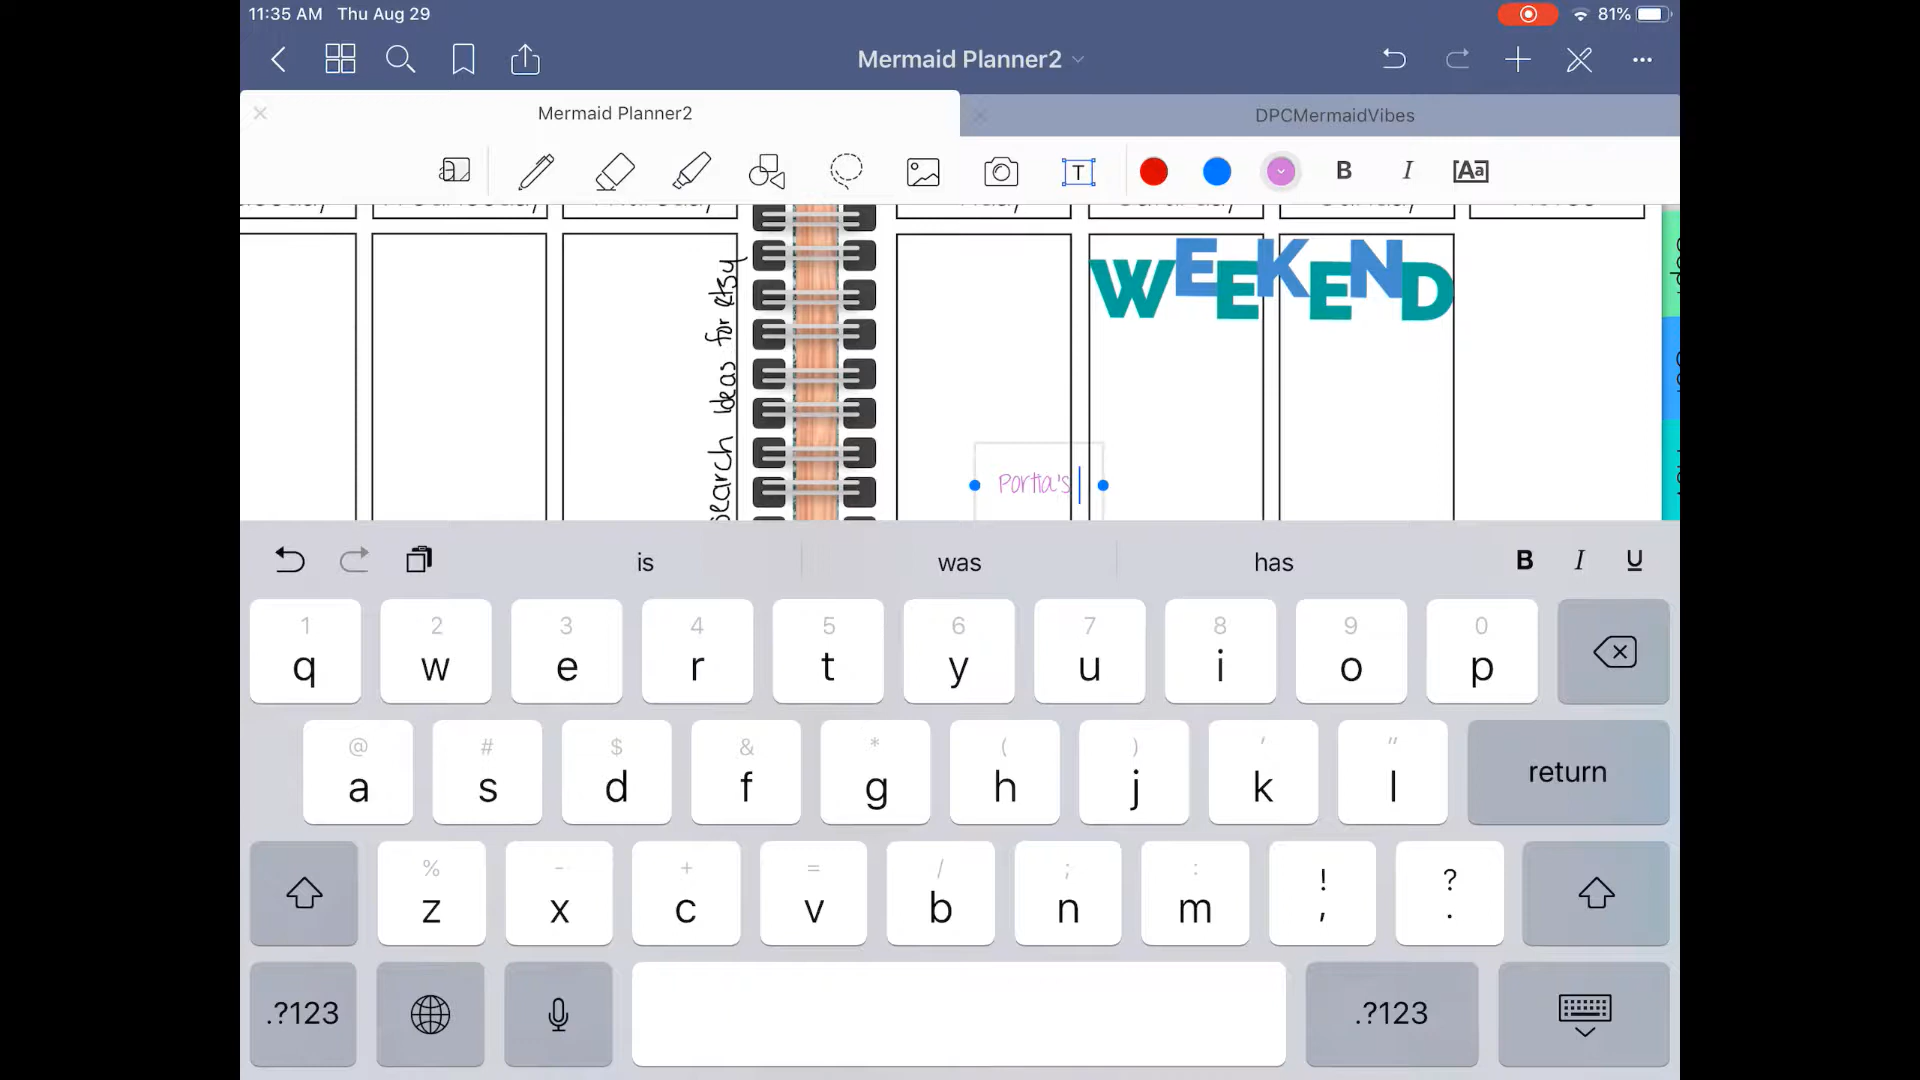 11:35 AM Thu Aug 29
81%
Mermaid Planner2
Mermaid Planner2
DPCMermaidVibes
T
B I [Aa]
WEEKEND
search ideas for Etsy
Portia's
is was has
B I U
1 2 3 4 5 6 7 8 9 0
q w e r t y u i o p
@ # $ & * ( ) ' "
a s d f g h j k l return
% - + = / ; : ! ?
z x c v b n m , .
.?123 .?123